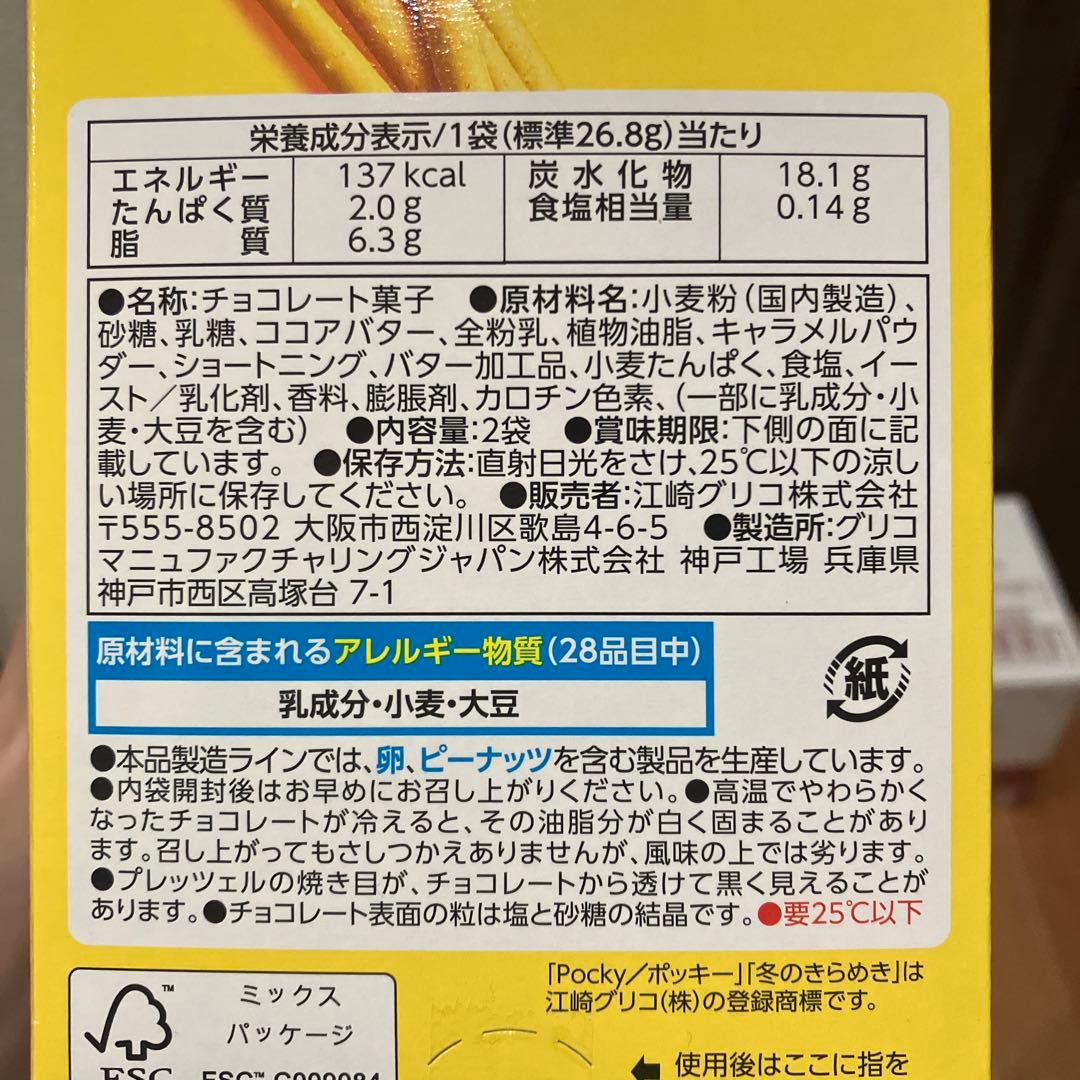 栄養成分表示/1袋(標準26.8g)当たり
エネルギー 137 kcal 炭水化物 18.1 g
たんぱく質 2.0 g 食塩相当量 0.14 g
脂質 6.3 g
●名称:チョコレート菓子 ●原材料名:小麦粉(国内製造)、
砂糖、乳糖、ココアバター、全粉乳、植物油脂、キャラメルパウ
ダー、ショートニング、バター加工品、小麦たんぱく、食塩、イー
スト/乳化剤、香料、膨脹剤、カロチン色素、(一部に乳成分・小
麦・大豆を含む) ●内容量:2袋 ●賞味期限:下側の面に記
載しています。 ●保存方法:直射日光をさけ、25℃以下の涼し
い場所に保存してください。 ●販売者:江崎グリコ株式会社
〒555-8502 大阪市西淀川区歌島4-6-5 ●製造所:グリコ
マニュファクチャリングジャパン株式会社 神戸工場 兵庫県
神戸市西区高塚台 7-1
原材料に含まれるアレルギー物質(28品目中)
乳成分・小麦・大豆
紙
●本品製造ラインでは、卵、ピーナッツを含む製品を生産しています。
●内袋開封後はお早めにお召し上がりください。●高温でやわらかく
なったチョコレートが冷えると、その油脂分が白く固まることがあり
ます。召し上がってもさしつかえありませんが、風味の上では劣ります。
●プレッツェルの焼き目が、チョコレートから透けて黒く見えることが
あります。●チョコレート表面の粒は塩と砂糖の結晶です。●要25℃以下
「Pocky/ポッキー」「冬のきらめき」は
江崎グリコ(株)の登録商標です。
TM ミックス
パッケージ
FSC FSC™ C009084
使用後はここに指を